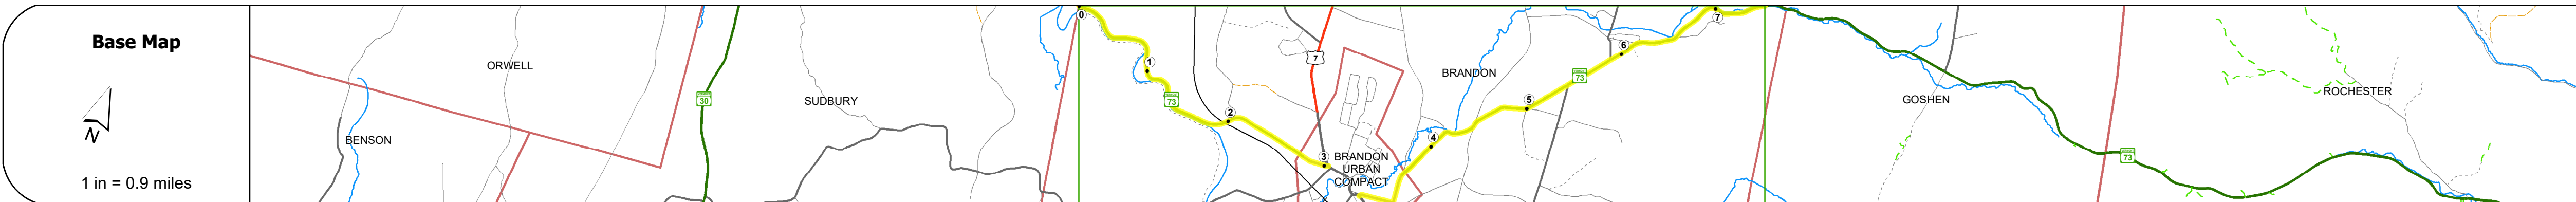 Base Map
N
1 in = 0.9 miles
ORWELL
BENSON
30
SUDBURY
0
1
73
2
3
7
BRANDON
URBAN
COMPACT
4
BRANDON
5
73
6
7
GOSHEN
73
ROCHESTER